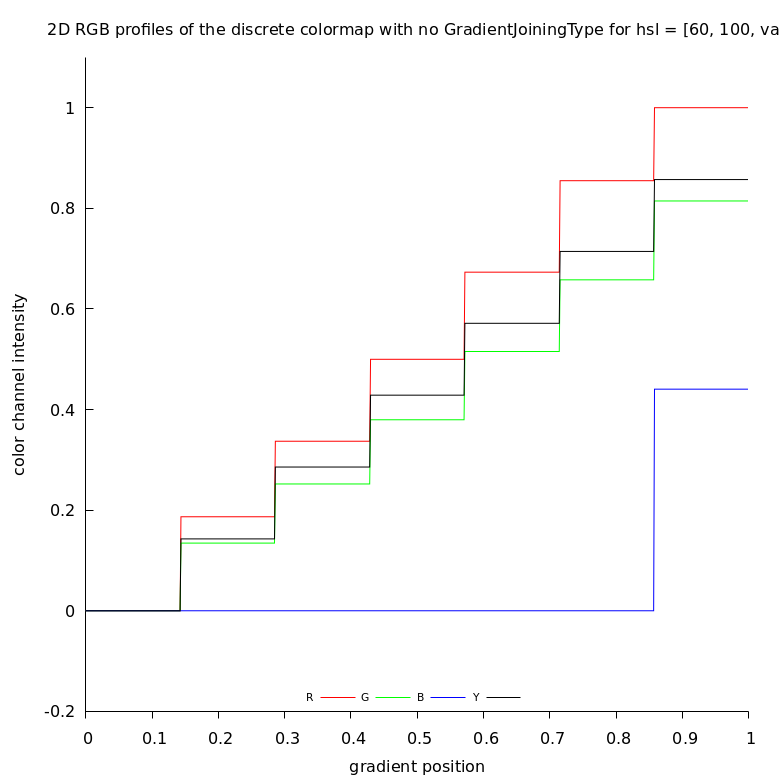 2D RGB profiles of the discrete colormap with no GradientJoiningType for hsl = [60, 100, va
1
0.8
0.6
0.4
0.2
0
-0.2
color channel intensity
R G B Y
0 0.1 0.2 0.3 0.4 0.5 0.6 0.7 0.8 0.9 1
gradient position